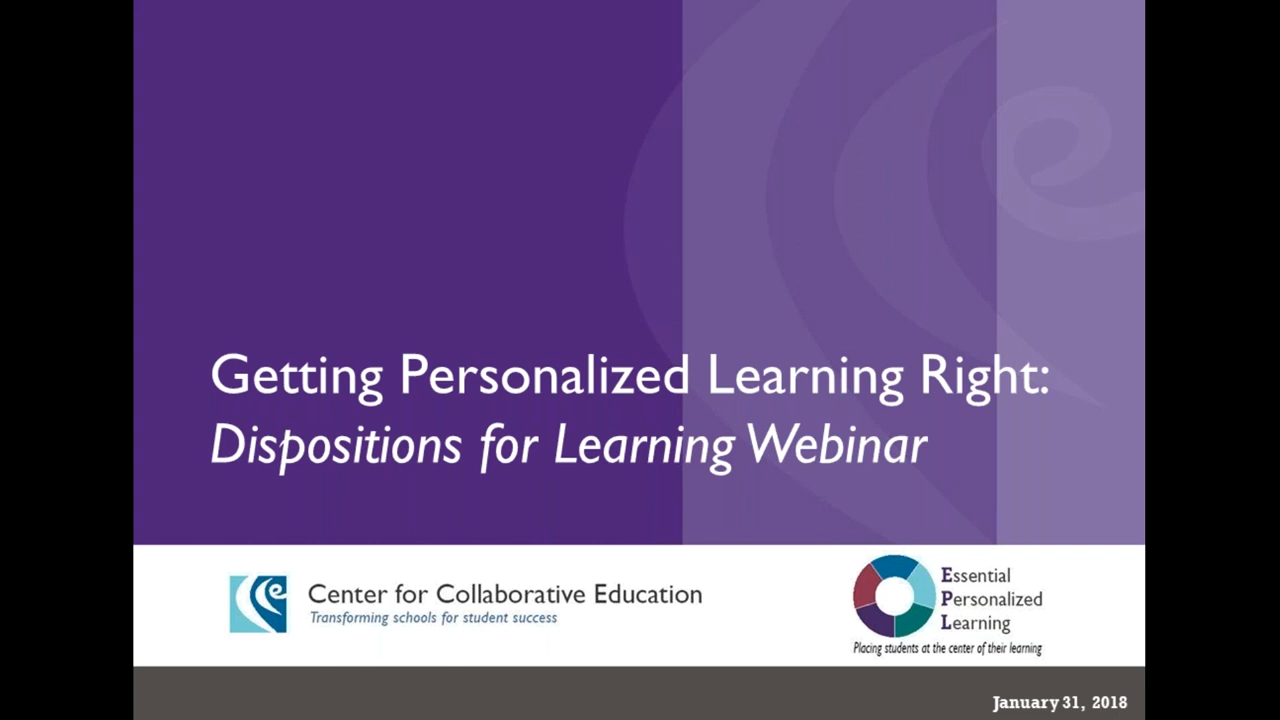 Getting Personalized Learning Right:
Dispositions for Learning Webinar
Center for Collaborative Education
Transforming schools for student success
Essential
Personalized
Learning
Placing students at the center of their learning
January 31, 2018